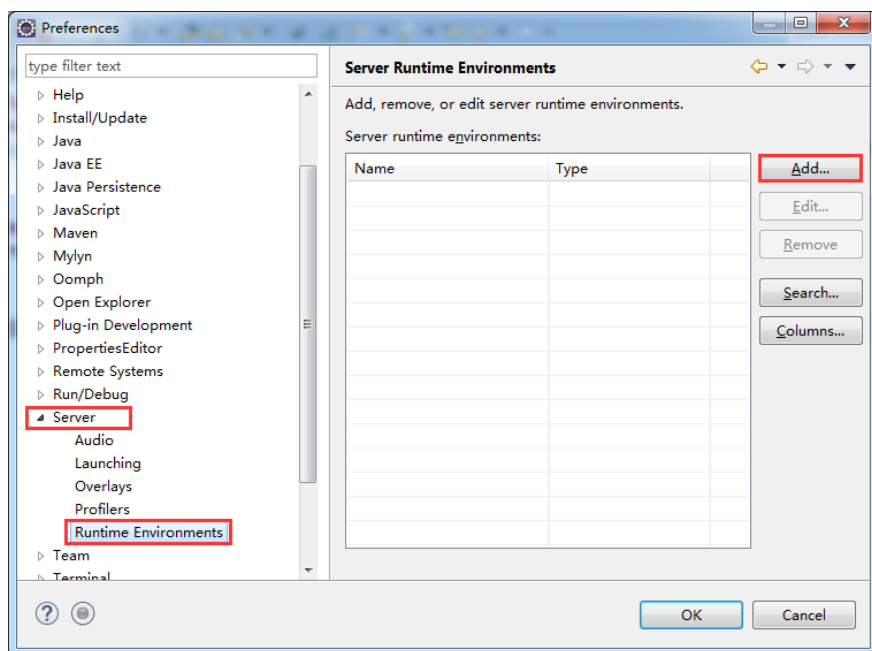 Preferences
type filter text
Help
Install/Update
Java
Java EE
Java Persistence
JavaScript
Maven
Mylyn
Oomph
Open Explorer
Plug-in Development
PropertiesEditor
Remote Systems
Run/Debug
Server
Audio
Launching
Overlays
Profilers
Runtime Environments
Team
Terminal
Server Runtime Environments
Add, remove, or edit server runtime environments.
Server runtime environments:
Name Type
Add...
Edit...
Remove
Search...
Columns...
OK Cancel